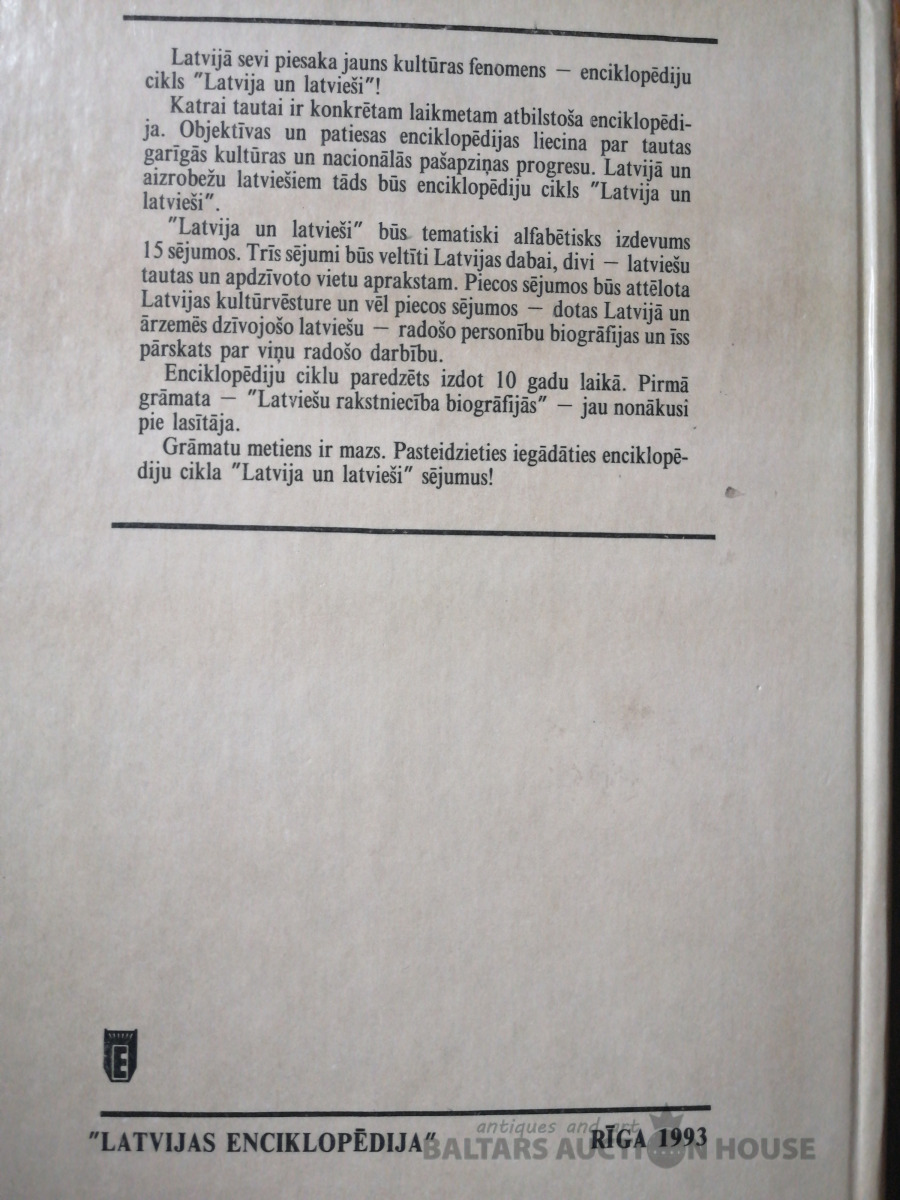 Latvijā sevi piesaka jauns kultūras fenomens — enciklopēdiju
cikls "Latvija un latvieši"!
Katrai tautai ir konkrētam laikmetam atbilstoša enciklopēdi-
ja. Objektīvas un patiesas enciklopēdijas liecina par tautas
garīgās kultūras un nacionālās pašapziņas progresu. Latvijā un
aizrobežu latviešiem tāds būs enciklopēdiju cikls "Latvija un
latvieši".
"Latvija un latvieši" būs tematiski alfabētisks izdevums
15 sējumos. Trīs sējumi būs veltīti Latvijas dabai, divi — latviešu
tautas un apdzīvoto vietu aprakstam. Piecos sējumos būs attēlota
Latvijas kultūrvēsture un vēl piecos sējumos — dotas Latvijā un
ārzemēs dzīvojošo latviešu — radošo personību biogrāfijas un īss
pārskats par viņu radošo darbību.
Enciklopēdiju ciklu paredzēts izdot 10 gadu laikā. Pirmā
grāmata — "Latviešu rakstniecība biogrāfijās" — jau nonākusi
pie lasītāja.
Grāmatu metiens ir mazs. Pasteidzieties iegādāties enciklopē-
diju cikla "Latvija un latvieši" sējumus!
E
"LATVIJAS ENCIKLOPĒDIJA" RĪGA 1993
antiques and art
BALTARS AUCTION HOUSE